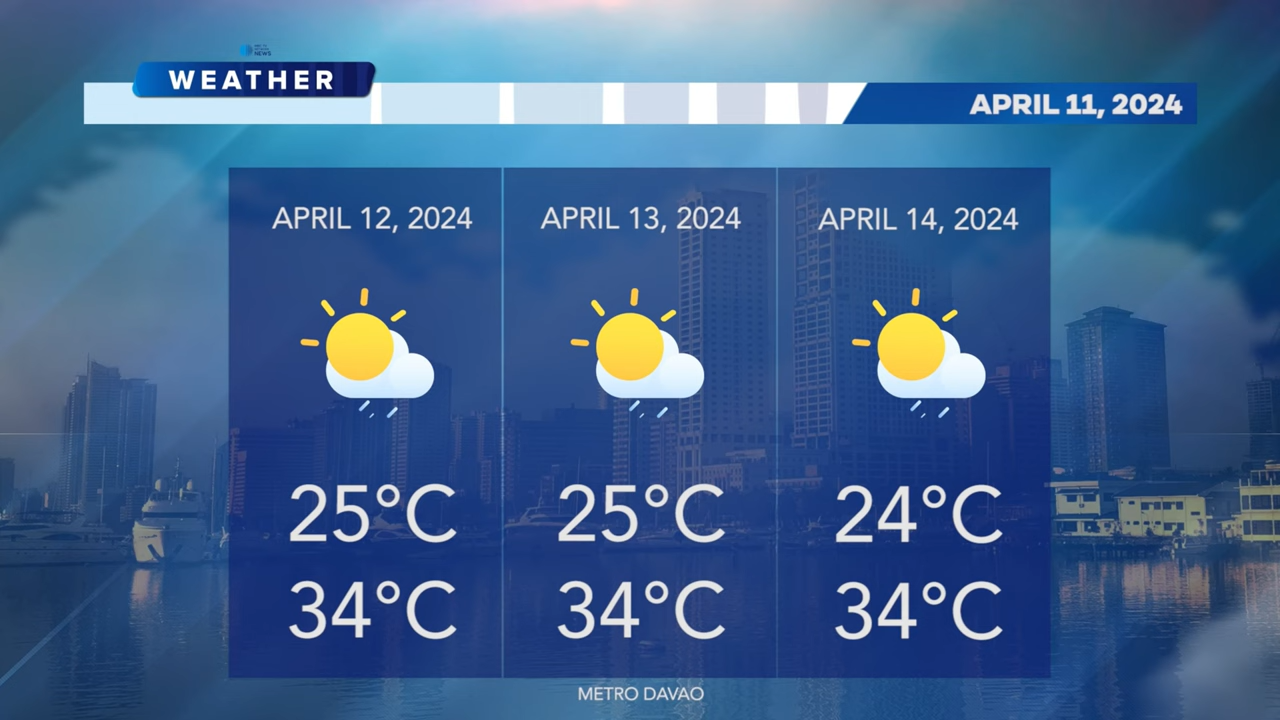 NEWS
WEATHER
APRIL 11, 2024
APRIL 12, 2024
APRIL 13, 2024
APRIL 14, 2024
25°C
25°C
24°C
34°C
34°C
34°C
METRO DAVAO